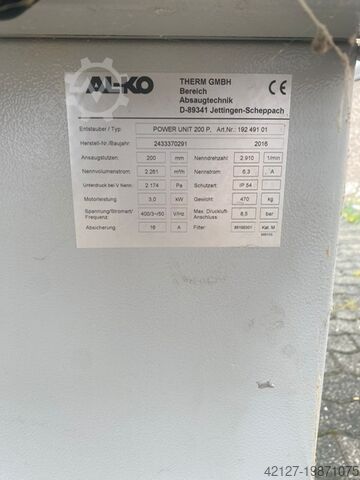 AL-KO
THERM GMBH
Bereich
Absaugtechnik
D-89341 Jettingen-Scheppach
CE
Entstauber / Typ: POWER UNIT 200 P, Art.Nr.: 192 491 01
Herstell-Nr./Baujahr: 2433370291 2016
Ansaugstutzen: 200 mm Nenndrehzahl: 2.910 1/min
Nennvolumenstrom: 2.261 m³/h Nennstrom: 6,3 A
Unterdruck bei V Nenn: 2 174 Pa Schutzart: IP 54
Motorleistung: 3,0 kW Gewicht: 470 kg
Spannung/Stromart/ Frequenz: 400/3~/50 V/Hz Max. Druckluft- Anschluss: 8,5 bar
Absicherung: 16 A Filter: Kat. M
42127-19871075